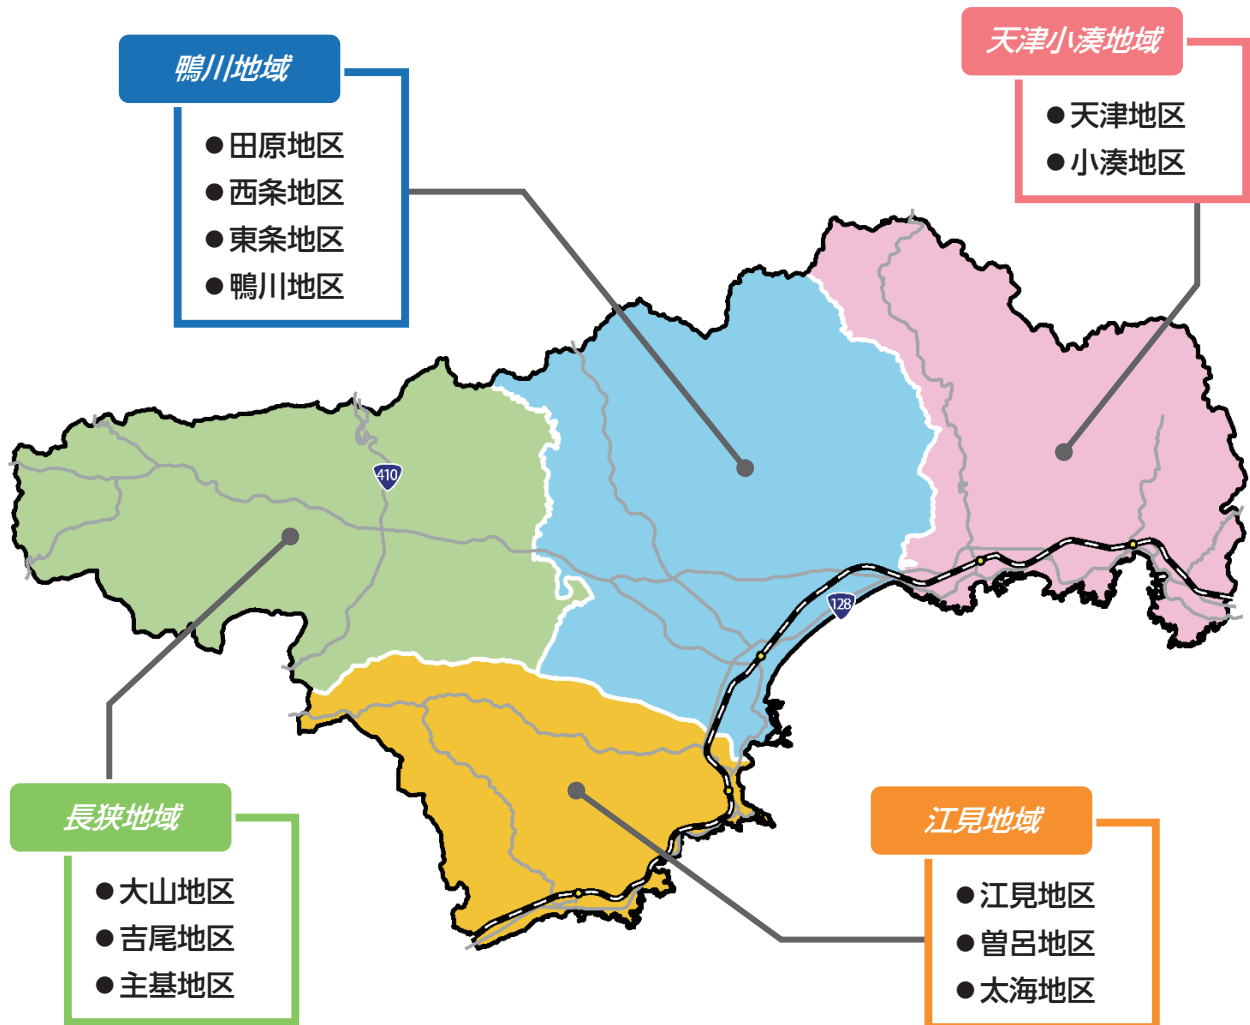 鴨川地域
●田原地区
●西条地区
●東条地区
●鴨川地区
天津小湊地域
●天津地区
●小湊地区
410
128
長狭地域
●大山地区
●吉尾地区
●主基地区
江見地域
●江見地区
●曽呂地区
●太海地区